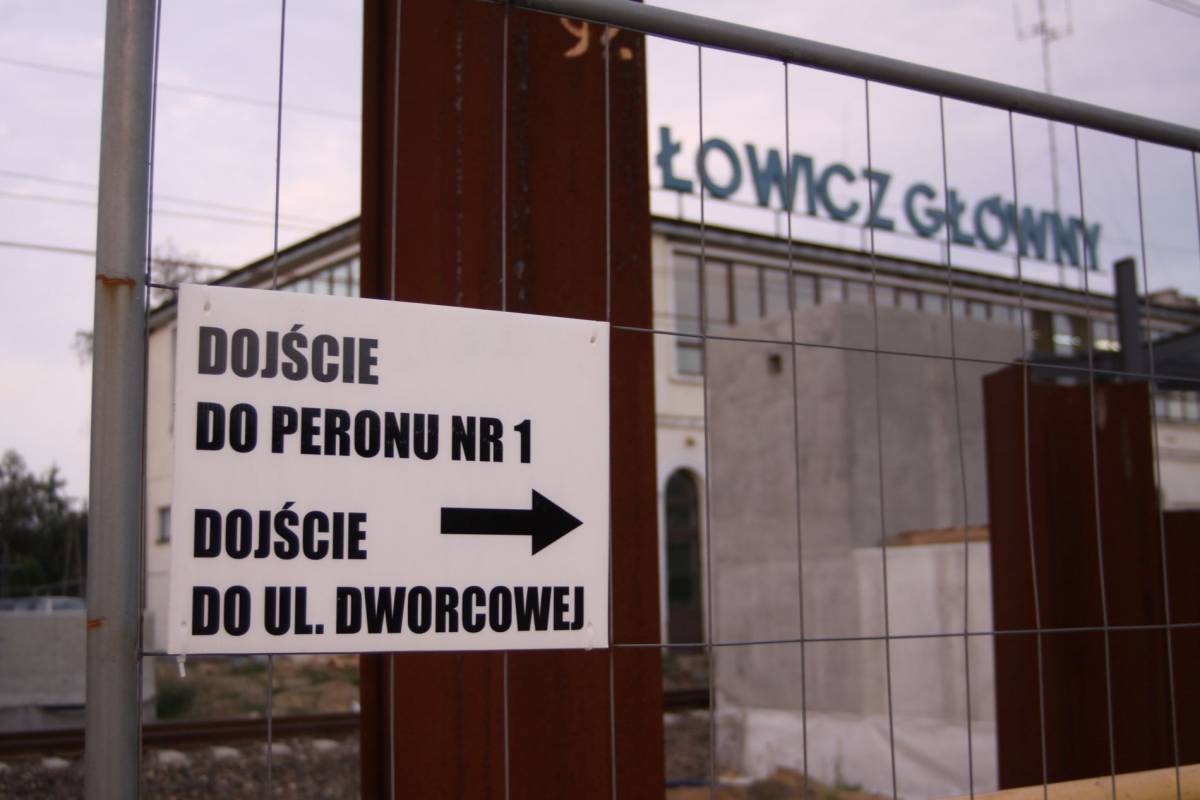 ŁOWICZ GŁÓWNY
DOJŚCIE
DO PERONU NR 1
DOJŚCIE
DO UL. DWORCOWEJ